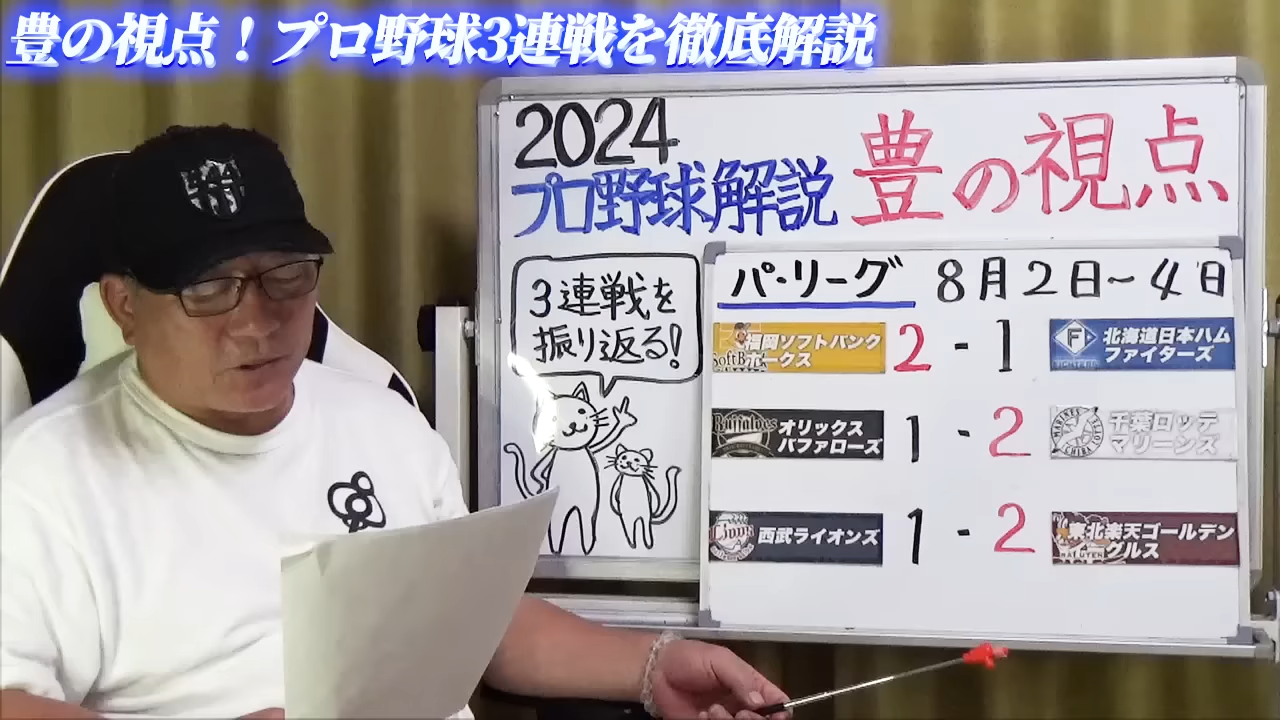 豊の視点！プロ野球3連戦を徹底解説
2024
プロ野球解説 豊の視点
3連戦を
振り返る!
パ・リーグ 8月2日~4日
福岡ソフトバンク
ホークス
2 - 1
北海道日本ハム
ファイターズ
Buffaloes
オリックス
バファローズ
1 - 2
MARINES
CHIBA LOTTE
千葉ロッテ
マリーンズ
Lions
西武ライオンズ
1 - 2
東北楽天ゴールデン
イーグルス
RAKUTEN